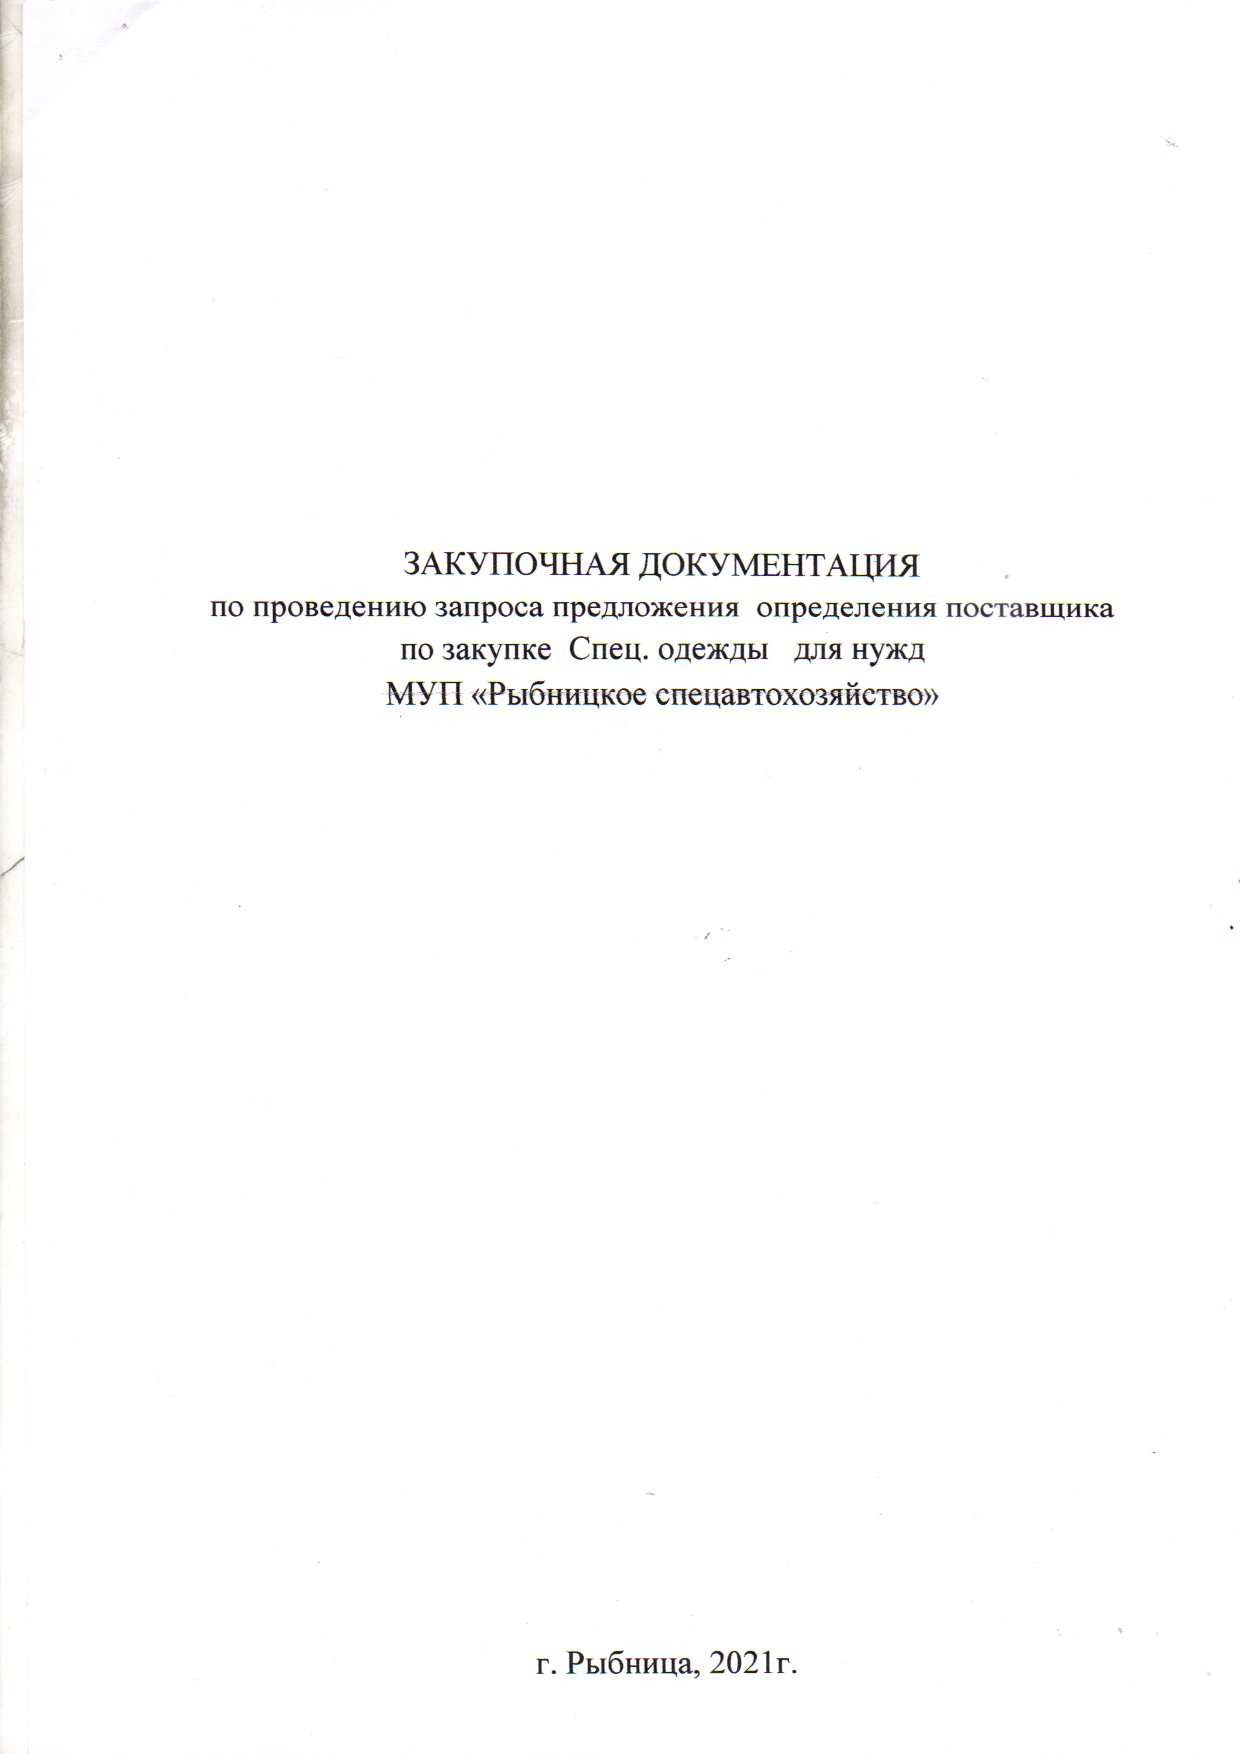 ЗАКУПОЧНАЯ ДОКУМЕНТАЦИЯ
по проведению запроса предложения определения поставщика
по закупке Спец. одежды для нужд
МУП «Рыбницкое спецавтохозяйство»
г. Рыбница, 2021г.